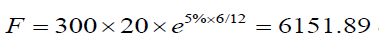 F = 300 × 20 × e^{5%×6/12} = 6151.89